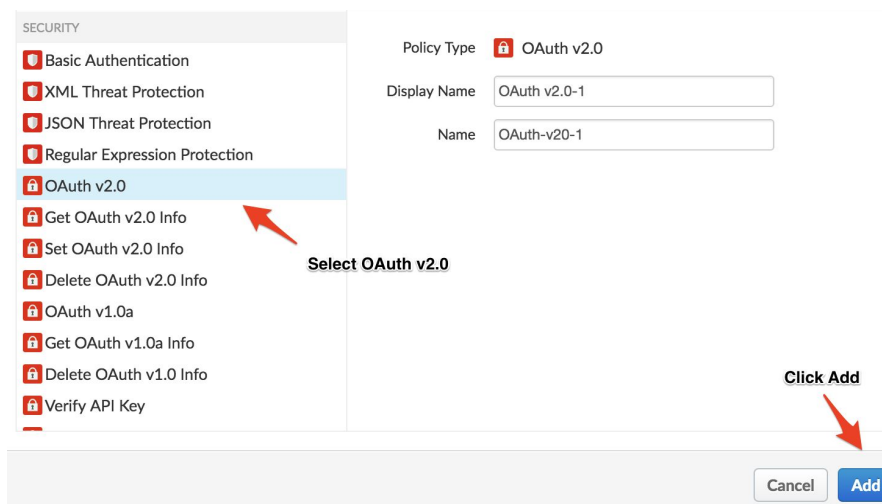 SECURITY
Basic Authentication
XML Threat Protection
JSON Threat Protection
Regular Expression Protection
OAuth v2.0
Get OAuth v2.0 Info
Set OAuth v2.0 Info
Delete OAuth v2.0 Info
OAuth v1.0a
Get OAuth v1.0a Info
Delete OAuth v1.0 Info
Verify API Key
Policy Type OAuth v2.0
Display Name OAuth v2.0-1
Name OAuth-v20-1
Select OAuth v2.0
Click Add
Cancel Add